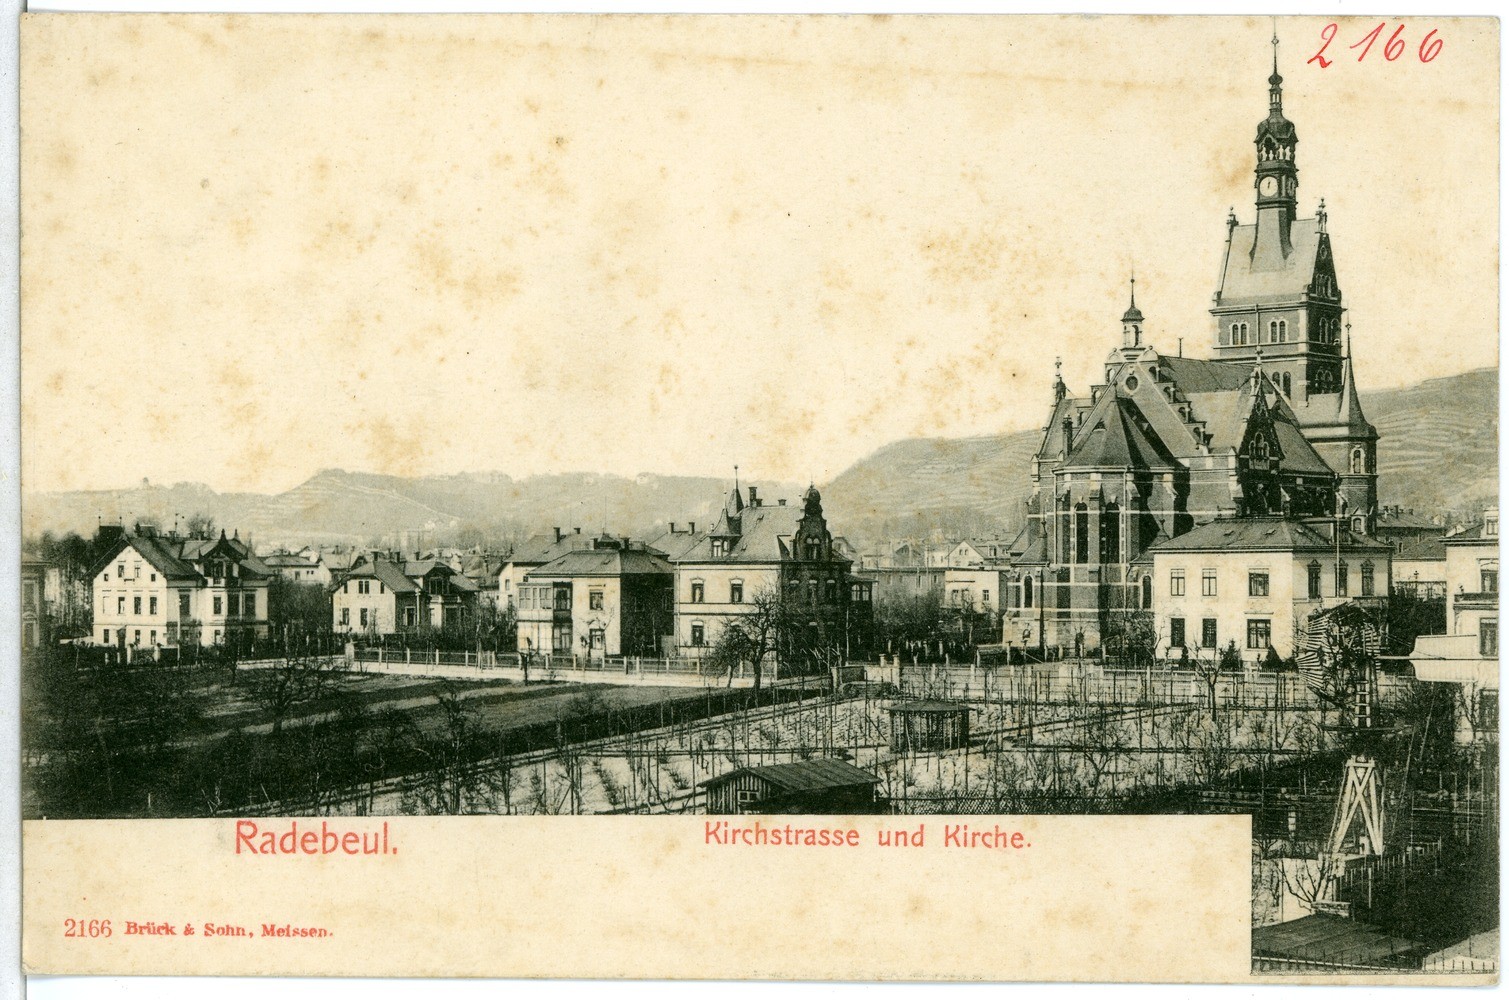 2166
Radebeul.
Kirchstrasse und Kirche.
2166 Brück & Sohn, Meissen.